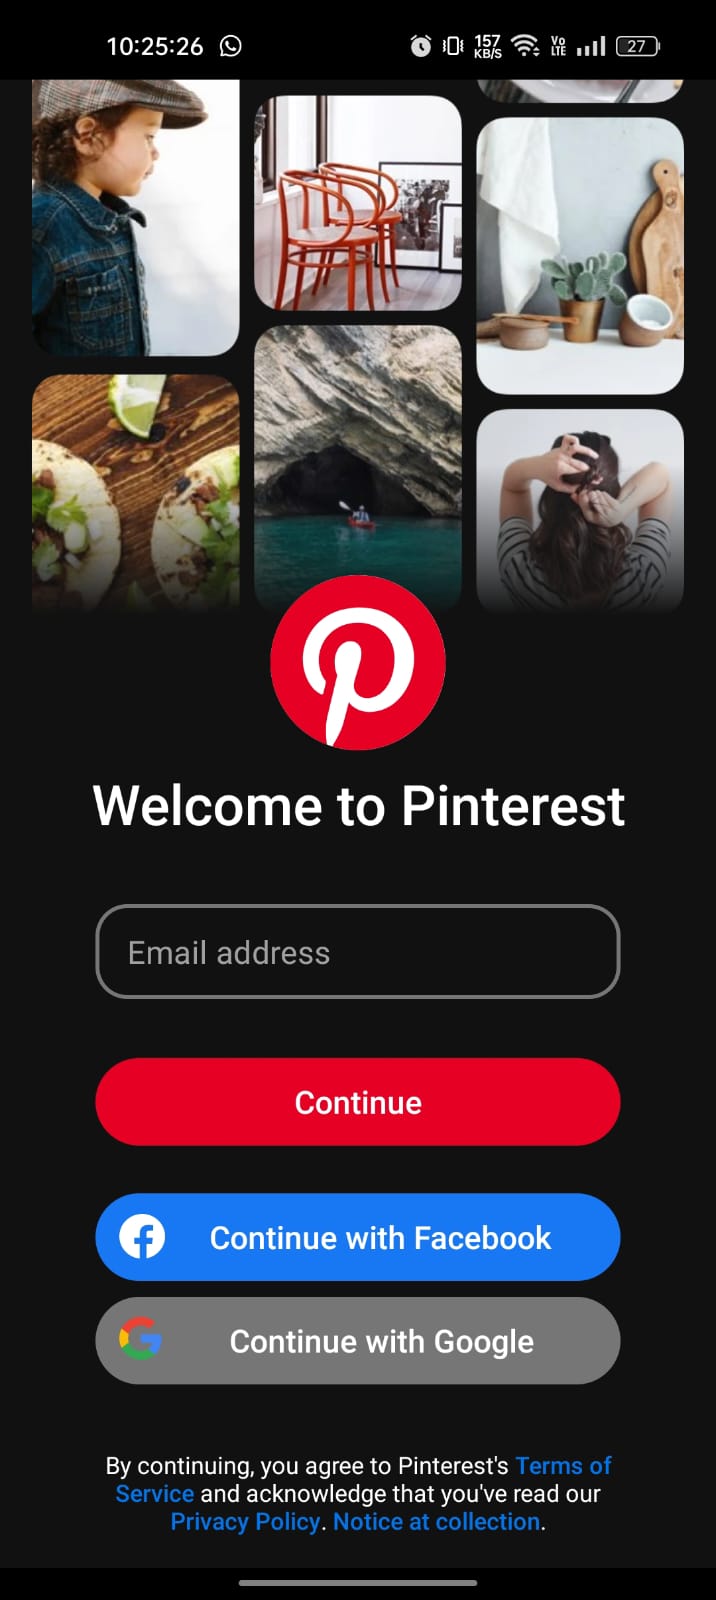 10:25:26 157 KB/S Vo LTE 27
Welcome to Pinterest
Email address
Continue
Continue with Facebook
Continue with Google
By continuing, you agree to Pinterest's Terms of
Service and acknowledge that you've read our
Privacy Policy. Notice at collection.